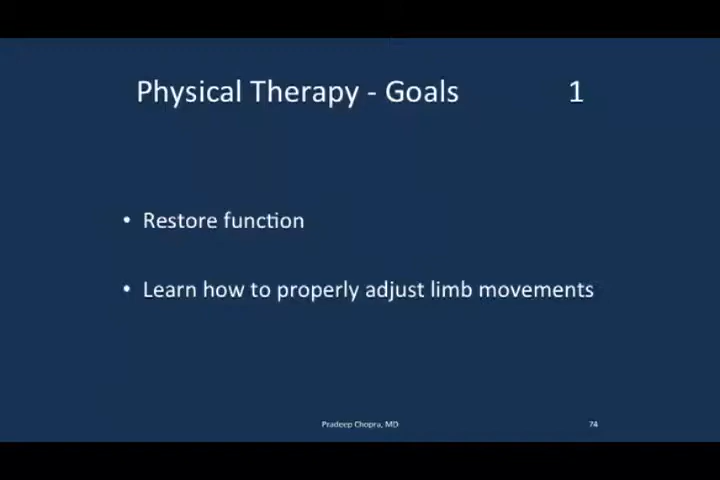 Physical Therapy - Goals 1
• Restore function
• Learn how to properly adjust limb movements
Pradeep Chopra, MD 74